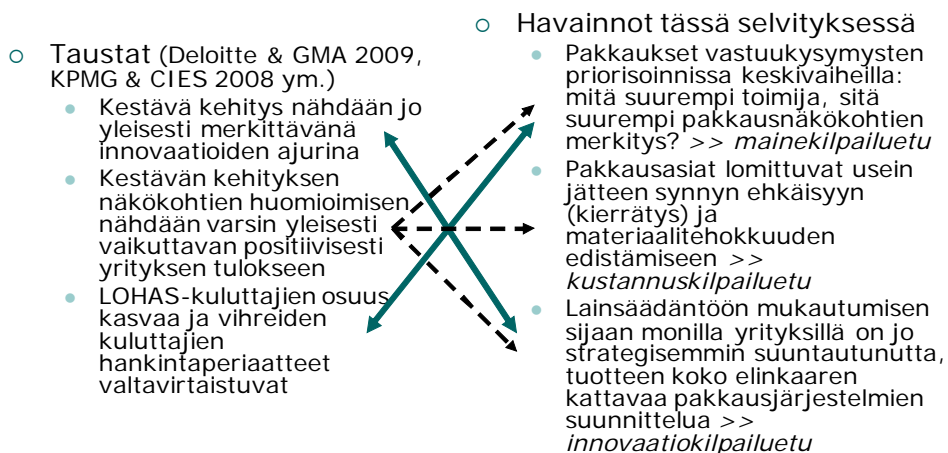 Taustat (Deloitte & GMA 2009,
KPMG & CIES 2008 ym.)
Kestävä kehitys nähdään jo
yleisesti merkittävänä
innovaatioiden ajurina
Kestävän kehityksen
näkökohtien huomioimisen
nähdään varsin yleisesti
vaikuttavan positiivisesti
yrityksen tulokseen
LOHAS-kuluttajien osuus
kasvaa ja vihreiden
kuluttajien
hankintaperiaatteet
valtavirtaistuvat
Havainnot tässä selvityksessä
Pakkaukset vastuukysymysten
priorisoinnissa keskivaiheilla:
mitä suurempi toimija, sitä
suurempi pakkausnäkökohtien
merkitys? >> mainekilpailuetu
Pakkausasiat lomittuvat usein
jätteen synnyn ehkäisyyn
(kierrätys) ja
materiaalitehokkuuden
edistämiseen >>
kustannuskilpailuetu
Lainsäädäntöön mukautumisen
sijaan monilla yrityksillä on jo
strategisemmin suuntautunutta,
tuotteen koko elinkaaren
kattavaa pakkausjärjestelmien
suunnittelua >>
innovaatiokilpailuetu